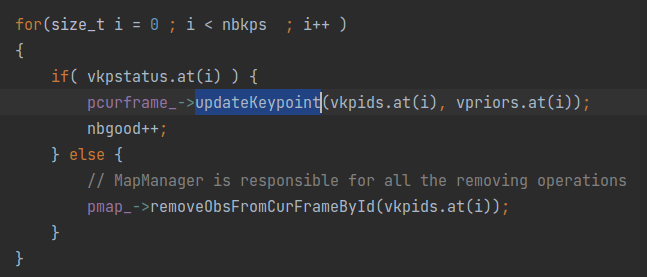 for(size_t i = 0 ; i < nbkps  ; i++ )
{
    if( vkpstatus.at(i) ) {
        pcurframe_->updateKeypoint(vkpids.at(i), vpriors.at(i));
        nbgood++;
    } else {
        // MapManager is responsible for all the removing operations
        pmap_->removeObsFromCurFrameById(vkpids.at(i));
    }
}